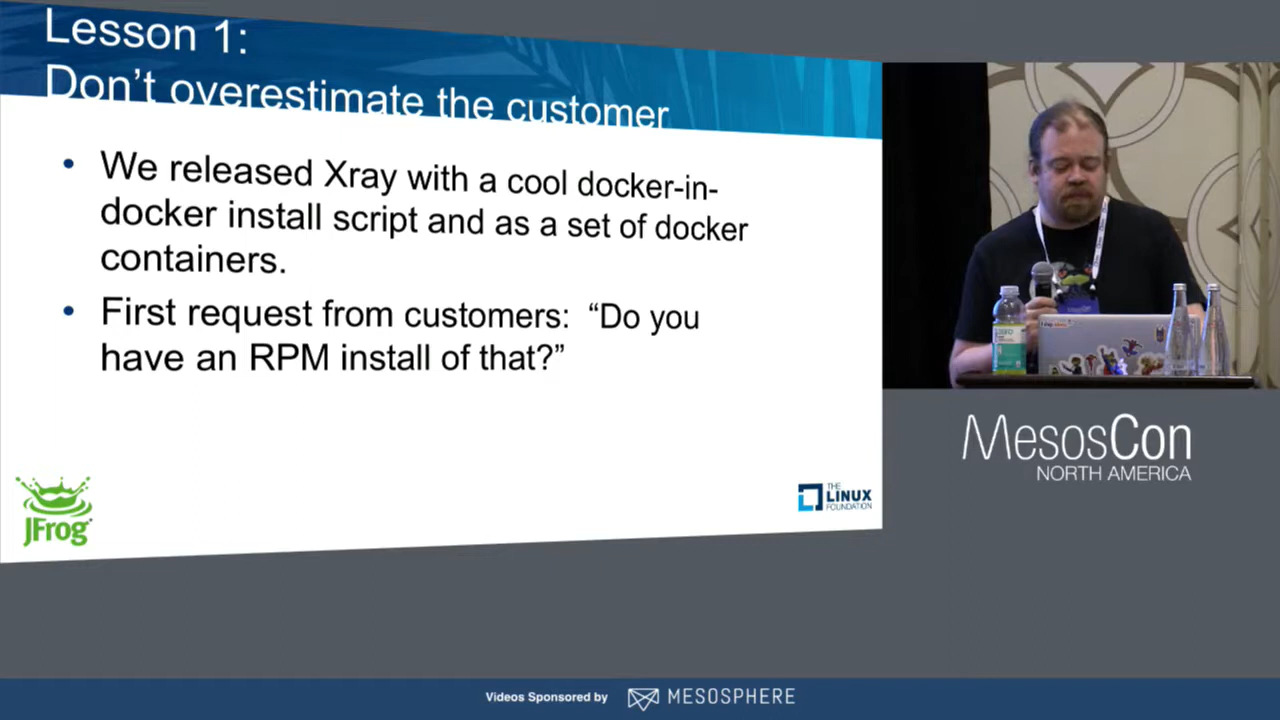 Lesson 1:
Don't overestimate the customer
• We released Xray with a cool docker-in-
docker install script and as a set of docker
containers.
• First request from customers: “Do you
have an RPM install of that?”
JFrog
THE
LINUX
FOUNDATION
MesosCon
NORTH AMERICA
Videos Sponsored by
MESOSPHERE